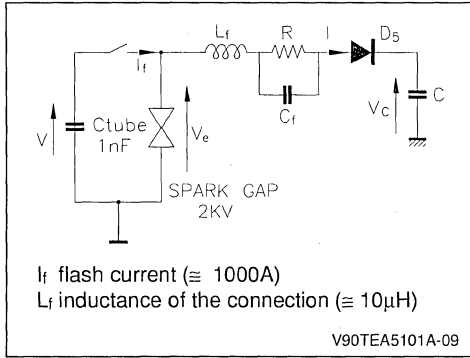 Lf R I D5
If
Cf C
V Ctube Ve Vc
1nF
SPARK GAP
2KV
If flash current (≅ 1000A)
Lf inductance of the connection (≅ 10µH)
V90TEA5101A-09